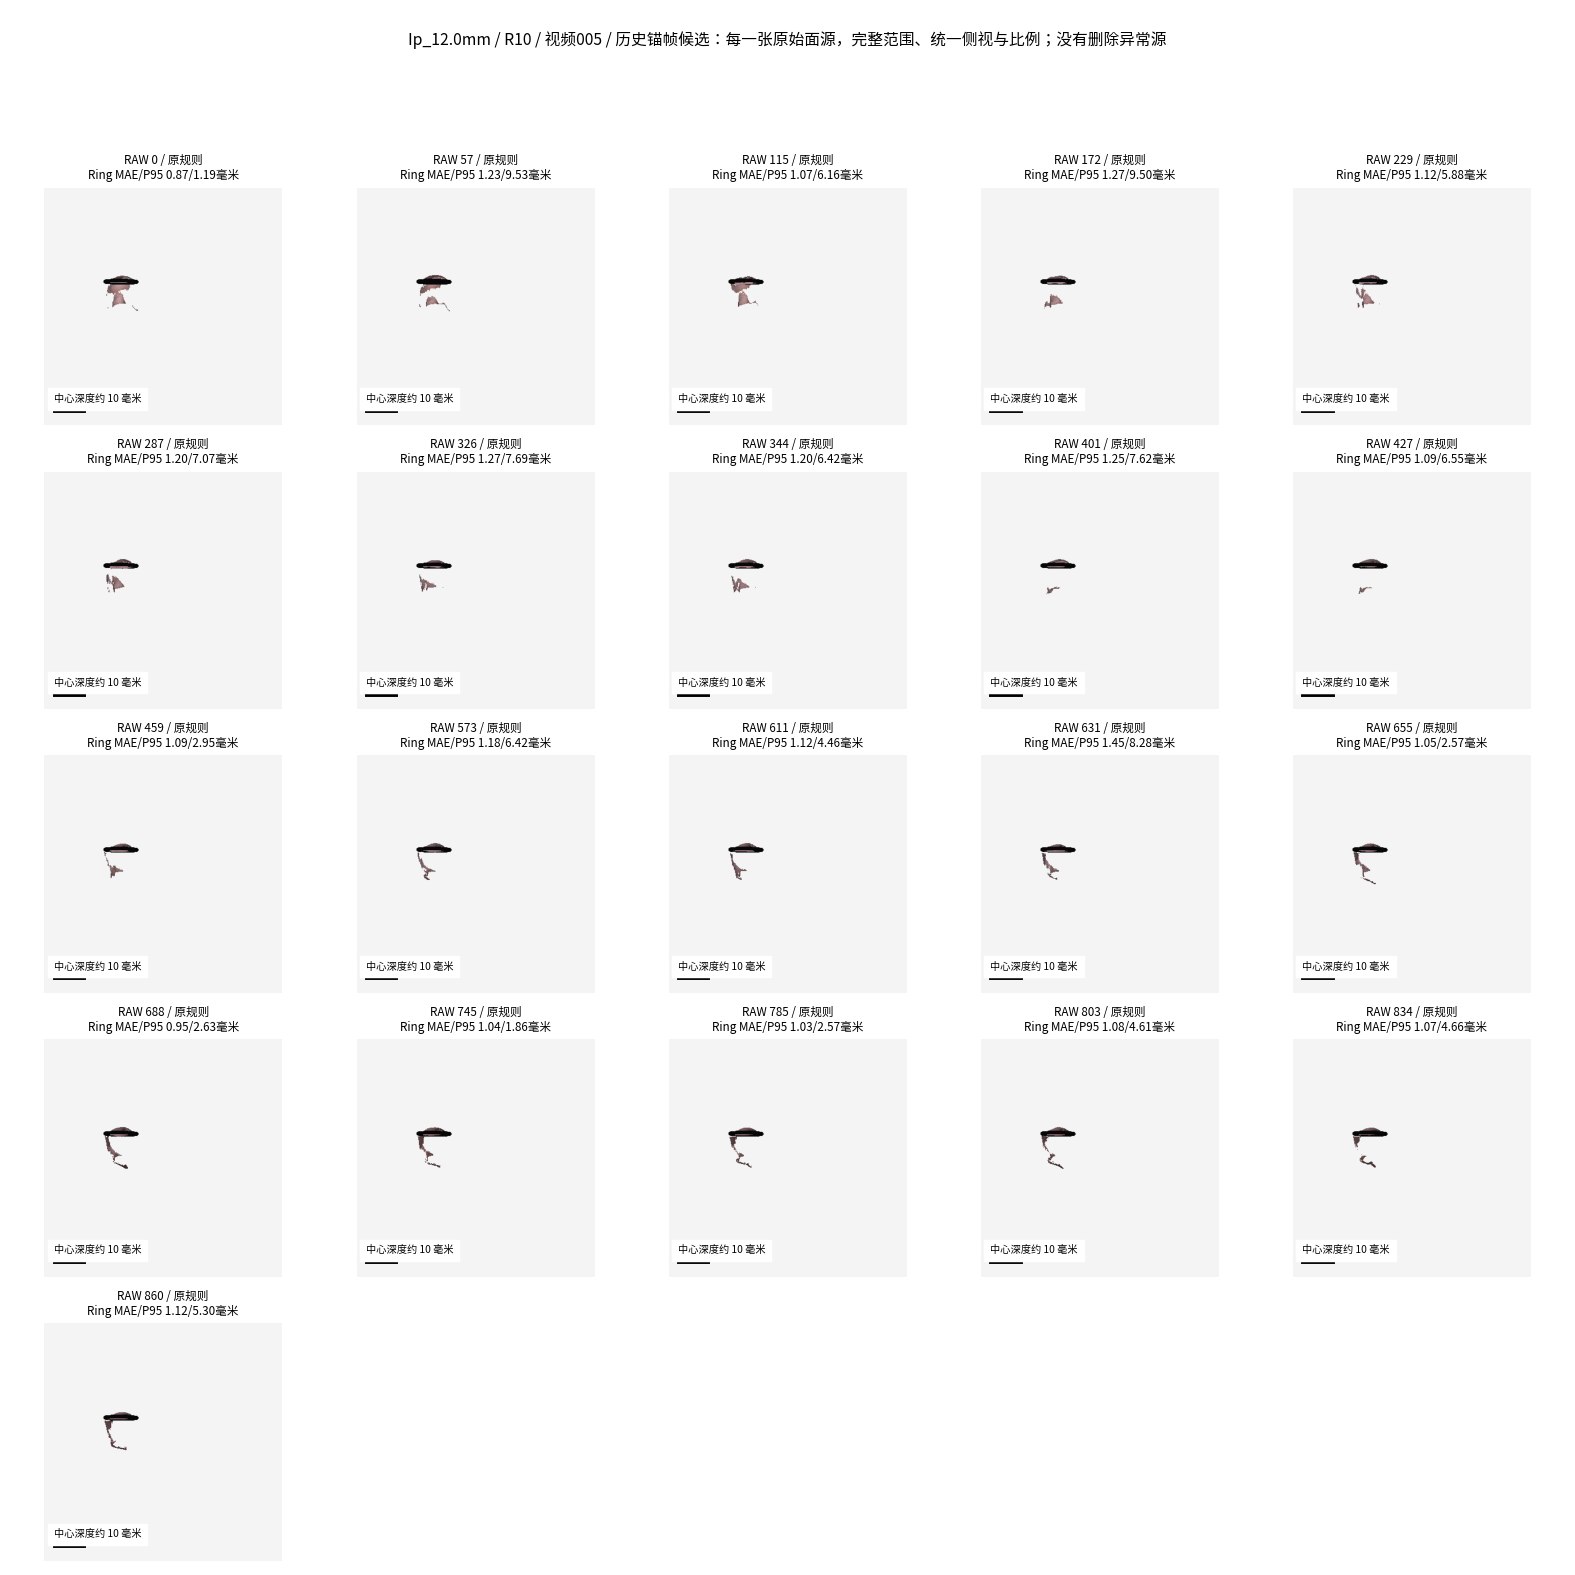 Ip_12.0mm / R10 / 视频005 / 历史锚帧候选：每一张原始面源，完整范围、统一侧视与比例；没有删除异常源
RAW 0 / 原规则
Ring MAE/P95 0.87/1.19毫米
中心深度约 10 毫米
RAW 57 / 原规则
Ring MAE/P95 1.23/9.53毫米
中心深度约 10 毫米
RAW 115 / 原规则
Ring MAE/P95 1.07/6.16毫米
中心深度约 10 毫米
RAW 172 / 原规则
Ring MAE/P95 1.27/9.50毫米
中心深度约 10 毫米
RAW 229 / 原规则
Ring MAE/P95 1.12/5.88毫米
中心深度约 10 毫米
RAW 287 / 原规则
Ring MAE/P95 1.20/7.07毫米
中心深度约 10 毫米
RAW 326 / 原规则
Ring MAE/P95 1.27/7.69毫米
中心深度约 10 毫米
RAW 344 / 原规则
Ring MAE/P95 1.20/6.42毫米
中心深度约 10 毫米
RAW 401 / 原规则
Ring MAE/P95 1.25/7.62毫米
中心深度约 10 毫米
RAW 427 / 原规则
Ring MAE/P95 1.09/6.55毫米
中心深度约 10 毫米
RAW 459 / 原规则
Ring MAE/P95 1.09/2.95毫米
中心深度约 10 毫米
RAW 573 / 原规则
Ring MAE/P95 1.18/6.42毫米
中心深度约 10 毫米
RAW 611 / 原规则
Ring MAE/P95 1.12/4.46毫米
中心深度约 10 毫米
RAW 631 / 原规则
Ring MAE/P95 1.45/8.28毫米
中心深度约 10 毫米
RAW 655 / 原规则
Ring MAE/P95 1.05/2.57毫米
中心深度约 10 毫米
RAW 688 / 原规则
Ring MAE/P95 0.95/2.63毫米
中心深度约 10 毫米
RAW 745 / 原规则
Ring MAE/P95 1.04/1.86毫米
中心深度约 10 毫米
RAW 785 / 原规则
Ring MAE/P95 1.03/2.57毫米
中心深度约 10 毫米
RAW 803 / 原规则
Ring MAE/P95 1.08/4.61毫米
中心深度约 10 毫米
RAW 834 / 原规则
Ring MAE/P95 1.07/4.66毫米
中心深度约 10 毫米
RAW 860 / 原规则
Ring MAE/P95 1.12/5.30毫米
中心深度约 10 毫米